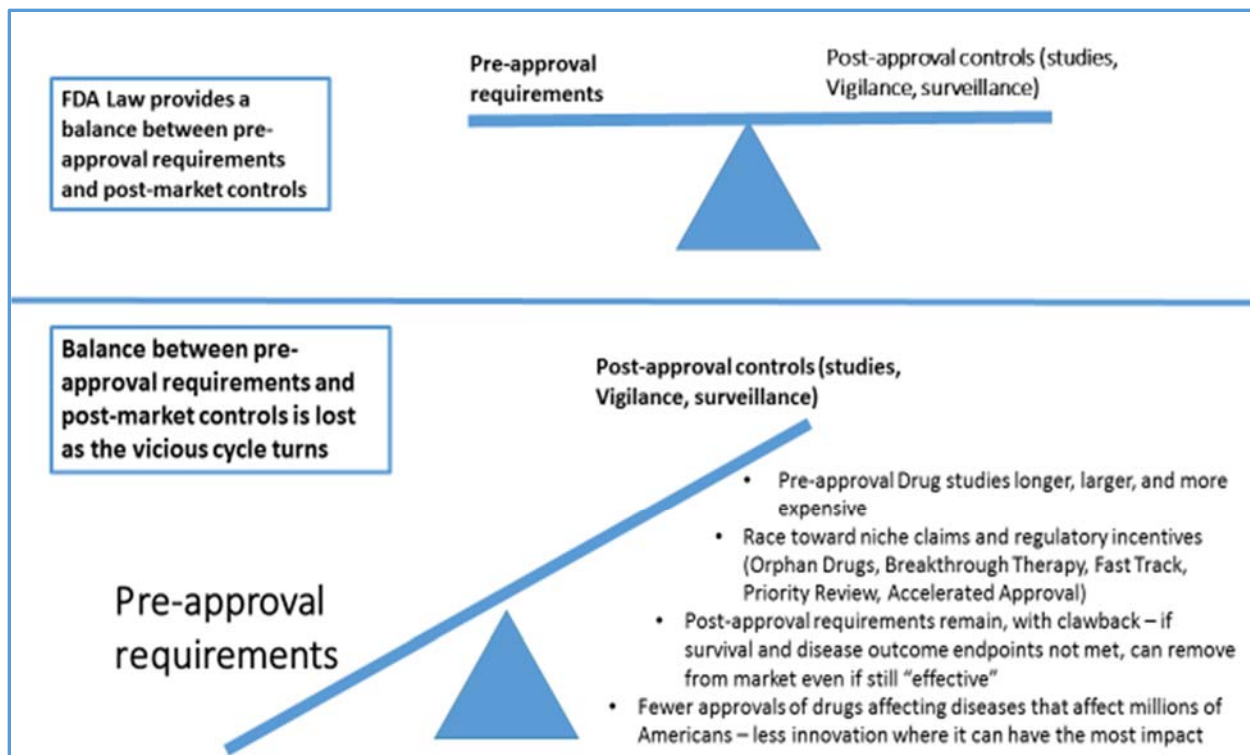 FDA Law provides a
balance between pre-
approval requirements
and post-market controls
Pre-approval
requirements
Post-approval controls (studies,
Vigilance, surveillance)
Balance between pre-
approval requirements and
post-market controls is lost
as the vicious cycle turns
Post-approval controls (studies,
Vigilance, surveillance)
Pre-approval
requirements
• Pre-approval Drug studies longer, larger, and more
expensive
• Race toward niche claims and regulatory incentives
(Orphan Drugs, Breakthrough Therapy, Fast Track,
Priority Review, Accelerated Approval)
• Post-approval requirements remain, with clawback – if
survival and disease outcome endpoints not met, can remove
from market even if still “effective”
• Fewer approvals of drugs affecting diseases that affect millions of
Americans – less innovation where it can have the most impact